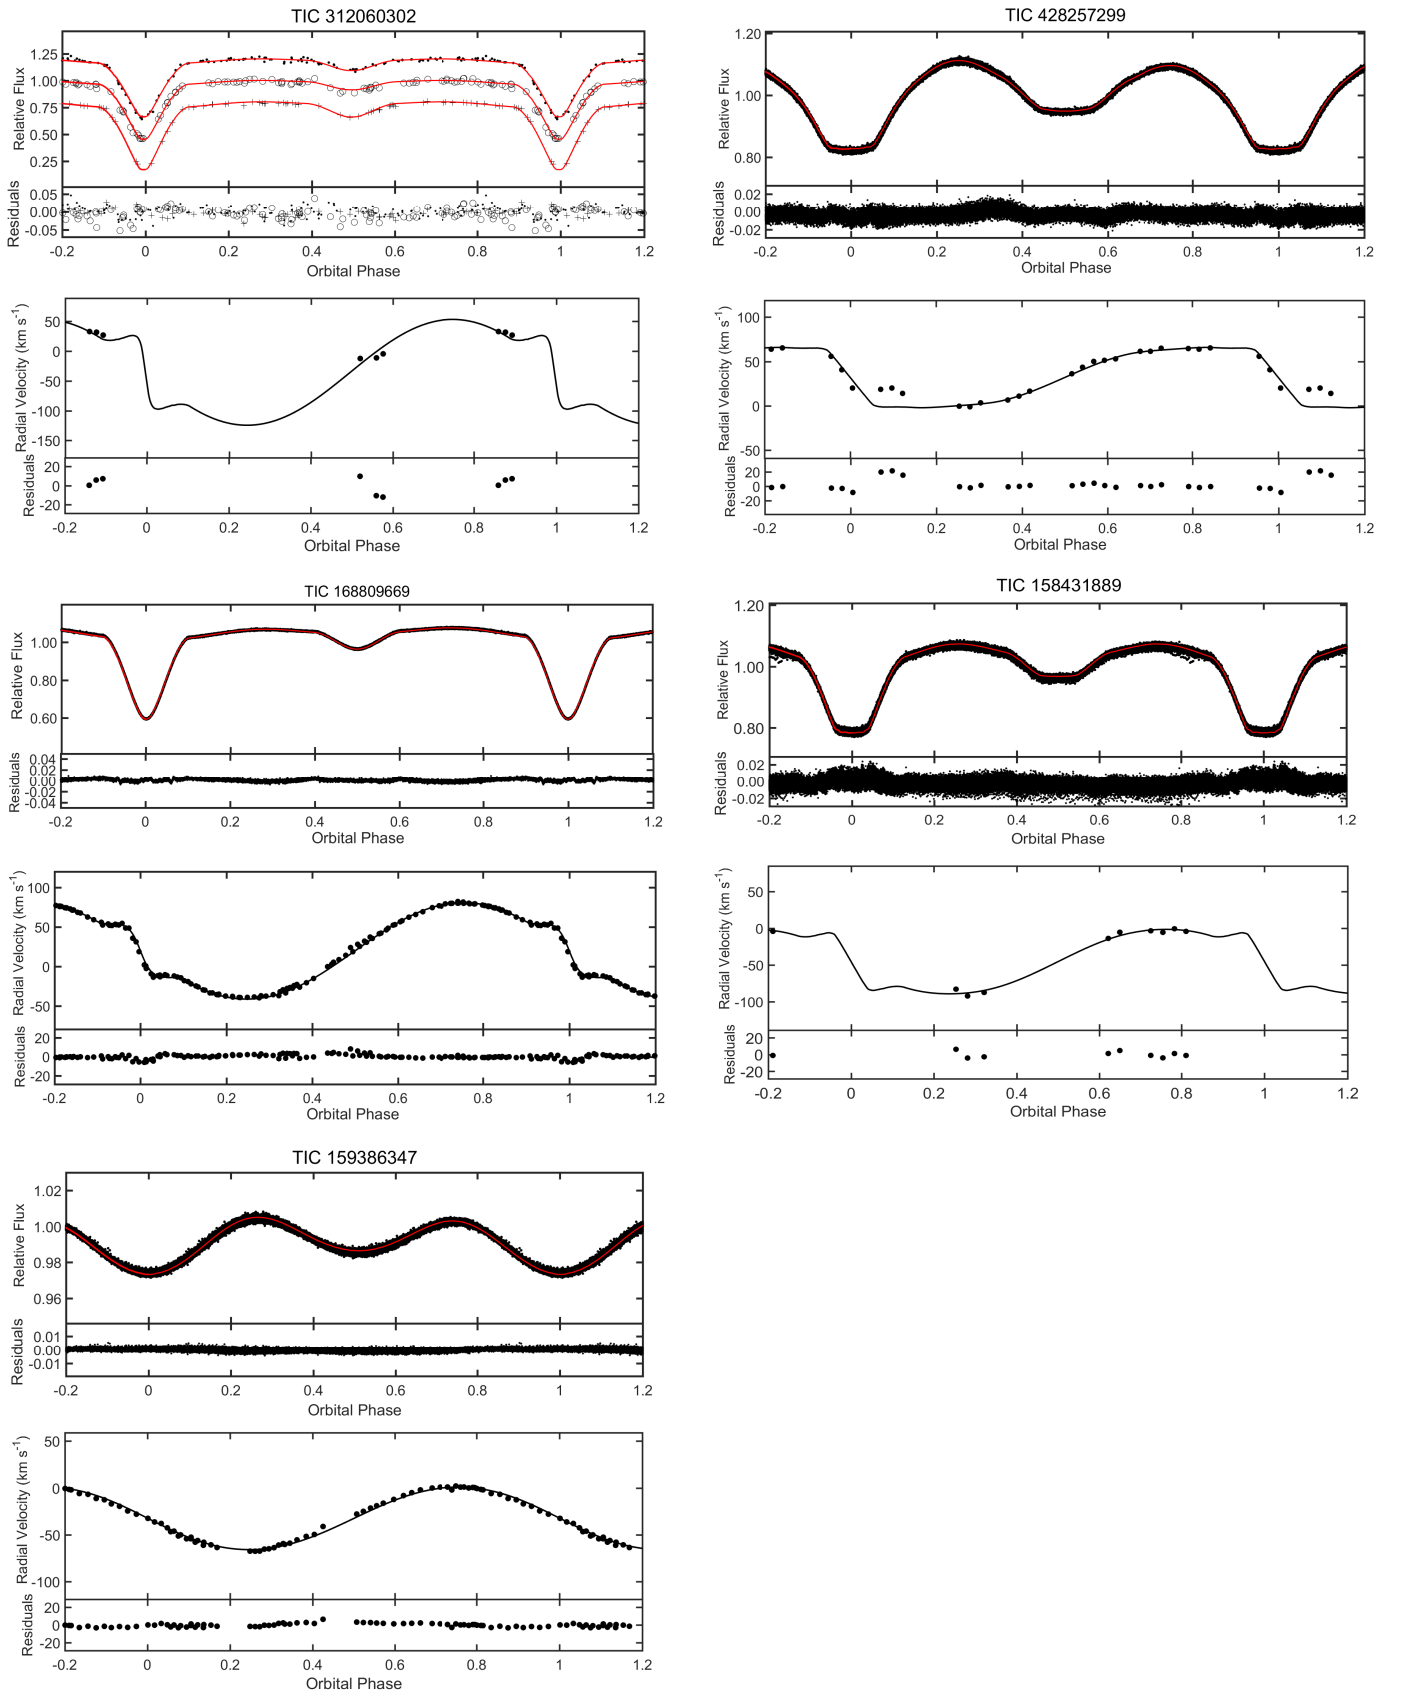 TIC 312060302
Relative Flux
1.25
1.00
0.75
0.50
0.25
Residuals
0.05
0.00
-0.05
-0.2 0 0.2 0.4 0.6 0.8 1 1.2
Orbital Phase
Radial Velocity (km s-1)
50
0
-50
-100
-150
Residuals
20
0
-20
-0.2 0 0.2 0.4 0.6 0.8 1 1.2
Orbital Phase
TIC 428257299
Relative Flux
1.20
1.00
0.80
Residuals
0.02
0.00
-0.02
-0.2 0 0.2 0.4 0.6 0.8 1 1.2
Orbital Phase
Radial Velocity (km s-1)
100
50
0
-50
Residuals
20
0
-20
-0.2 0 0.2 0.4 0.6 0.8 1 1.2
Orbital Phase
TIC 168809669
Relative Flux
1.00
0.80
0.60
Residuals
0.04
0.02
0.00
-0.02
-0.04
-0.2 0 0.2 0.4 0.6 0.8 1 1.2
Orbital Phase
Radial Velocity (km s-1)
100
50
0
-50
Residuals
20
0
-20
-0.2 0 0.2 0.4 0.6 0.8 1 1.2
Orbital Phase
TIC 158431889
Relative Flux
1.20
1.00
0.80
Residuals
0.02
0.00
-0.02
-0.2 0 0.2 0.4 0.6 0.8 1 1.2
Orbital Phase
Radial Velocity (km s-1)
50
0
-50
-100
Residuals
20
0
-20
-0.2 0 0.2 0.4 0.6 0.8 1 1.2
Orbital Phase
TIC 159386347
Relative Flux
1.02
1.00
0.98
0.96
Residuals
0.01
0.00
-0.01
-0.2 0 0.2 0.4 0.6 0.8 1 1.2
Orbital Phase
Radial Velocity (km s-1)
50
0
-50
-100
Residuals
20
0
-20
-0.2 0 0.2 0.4 0.6 0.8 1 1.2
Orbital Phase